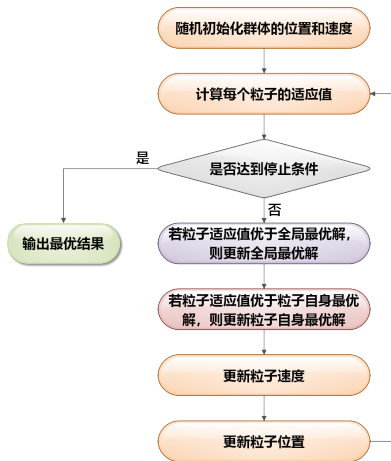 随机初始化群体的位置和速度
计算每个粒子的适应值
是否达到停止条件
是
否
输出最优结果
若粒子适应值优于全局最优解，
则更新全局最优解
若粒子适应值优于粒子自身最优
解，则更新粒子自身最优解
更新粒子速度
更新粒子位置